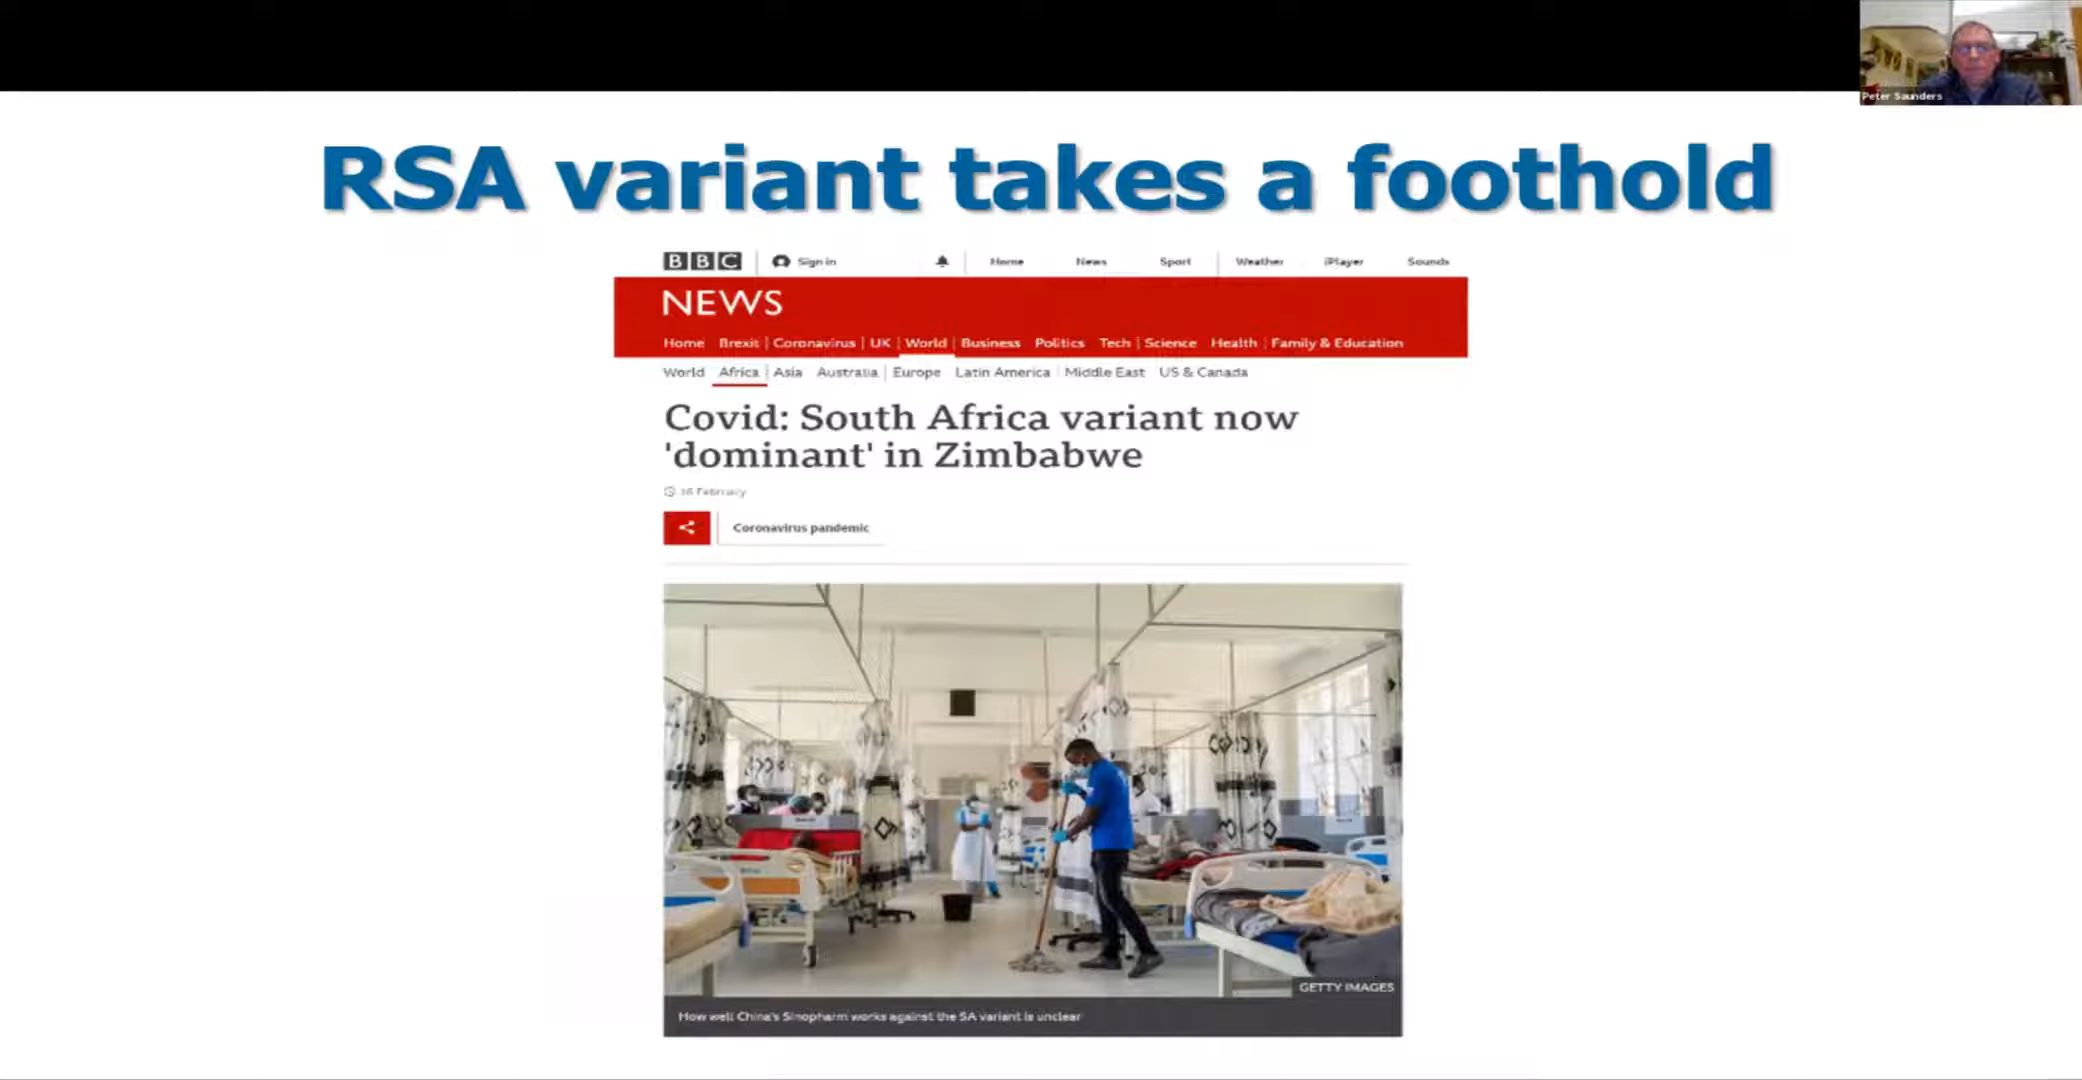 Peter Saunders
RSA variant takes a foothold
BBC Sign in Home News Sport Weather iPlayer Sounds
NEWS
Home Brexit Coronavirus UK World Business Politics Tech Science Health Family & Education
World Africa Asia Australia Europe Latin America Middle East US & Canada
Covid: South Africa variant now
'dominant' in Zimbabwe
16 February
Coronavirus pandemic
GETTY IMAGES
How well China's Sinopharm works against the SA variant is unclear